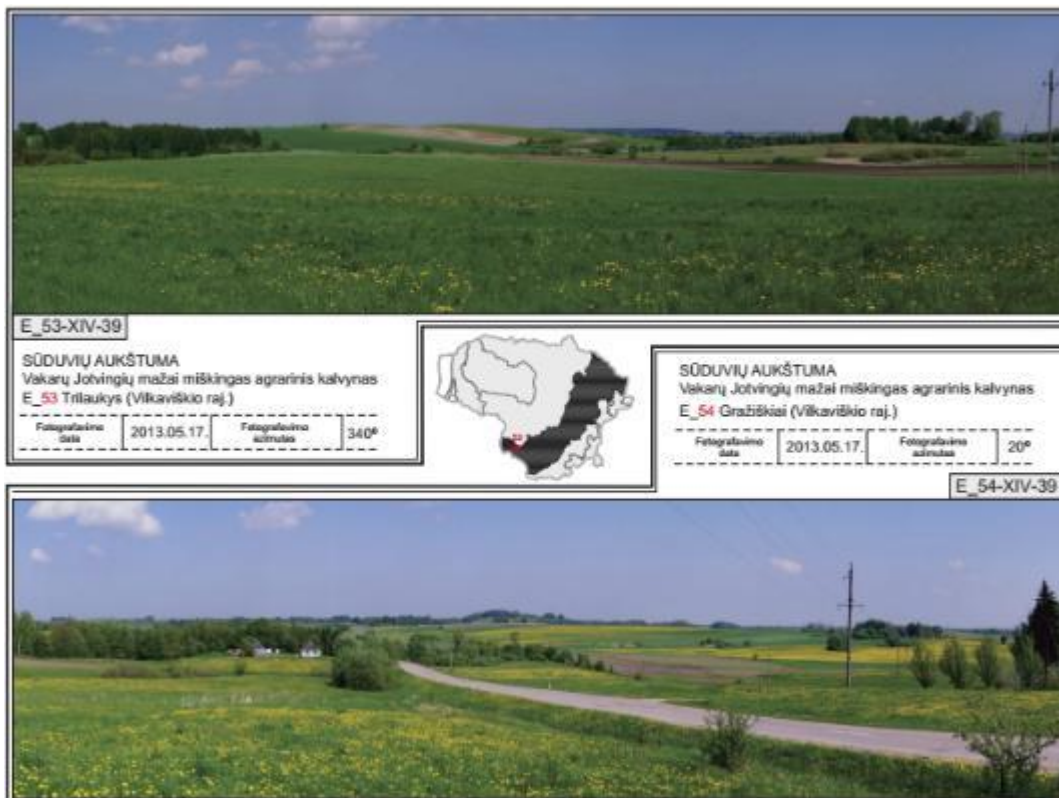 E_53-XIV-39
SŪDUVIŲ AUKŠTUMA
Vakarų Jotvingių mažai miškingas agrarinis kalvynas
E_53 Trilaukys (Vilkaviškio raj.)
Fotografavimo data 2013.05.17. Fotografavimo azimutas 340º
SŪDUVIŲ AUKŠTUMA
Vakarų Jotvingių mažai miškingas agrarinis kalvynas
E_54 Gražiškiai (Vilkaviškio raj.)
Fotografavimo data 2013.05.17. Fotografavimo azimutas 20º
E_54-XIV-39